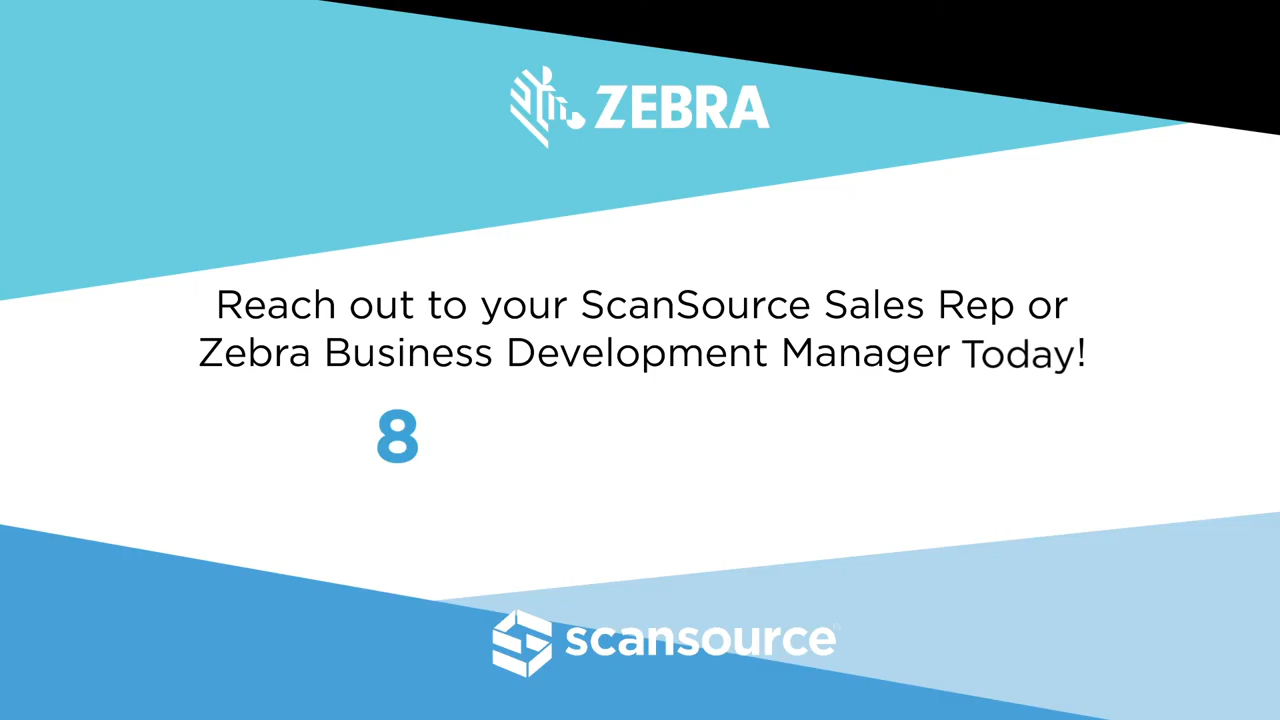 ZEBRA
Reach out to your ScanSource Sales Rep or
Zebra Business Development Manager Today!
8
scansource